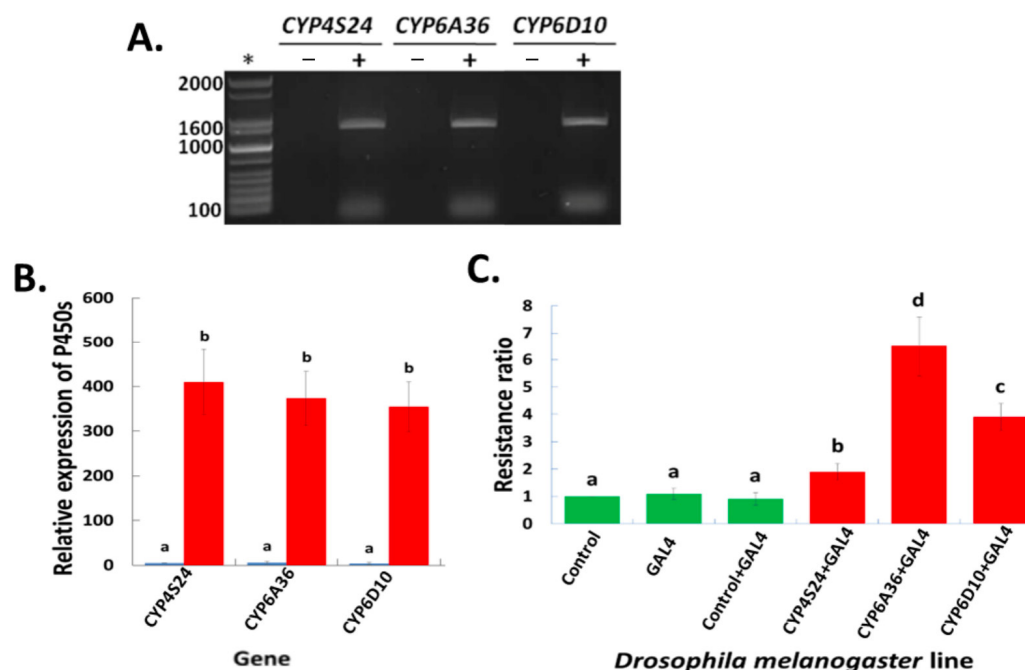 A.
CYP4S24 CYP6A36 CYP6D10
* – + – + – +
2000
1600
1000
100
B.
Relative expression of P450s
600
500
400
300
200
100
0
a b a b a b
CYP4S24 CYP6A36 CYP6D10
Gene
C.
Resistance ratio
8
7
6
5
4
3
2
1
0
a a a b d c
Control GAL4 Control+GAL4 CYP4S24+GAL4 CYP6A36+GAL4 CYP6D10+GAL4
Drosophila melanogaster line